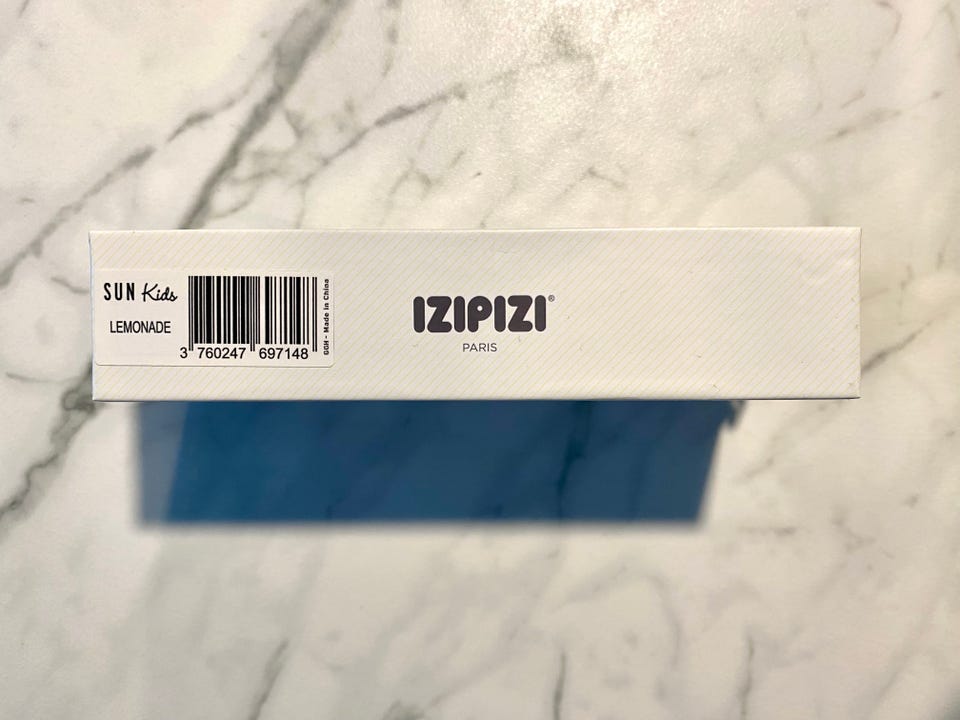 SUN Kids
LEMONADE
3 760247 697148
GGH - Made in China
IZIPIZI®
PARIS